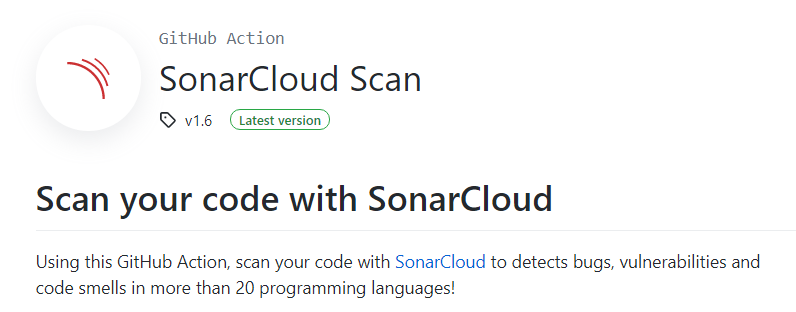 GitHub Action
SonarCloud Scan
v1.6 Latest version
Scan your code with SonarCloud
Using this GitHub Action, scan your code with SonarCloud to detects bugs, vulnerabilities and
code smells in more than 20 programming languages!